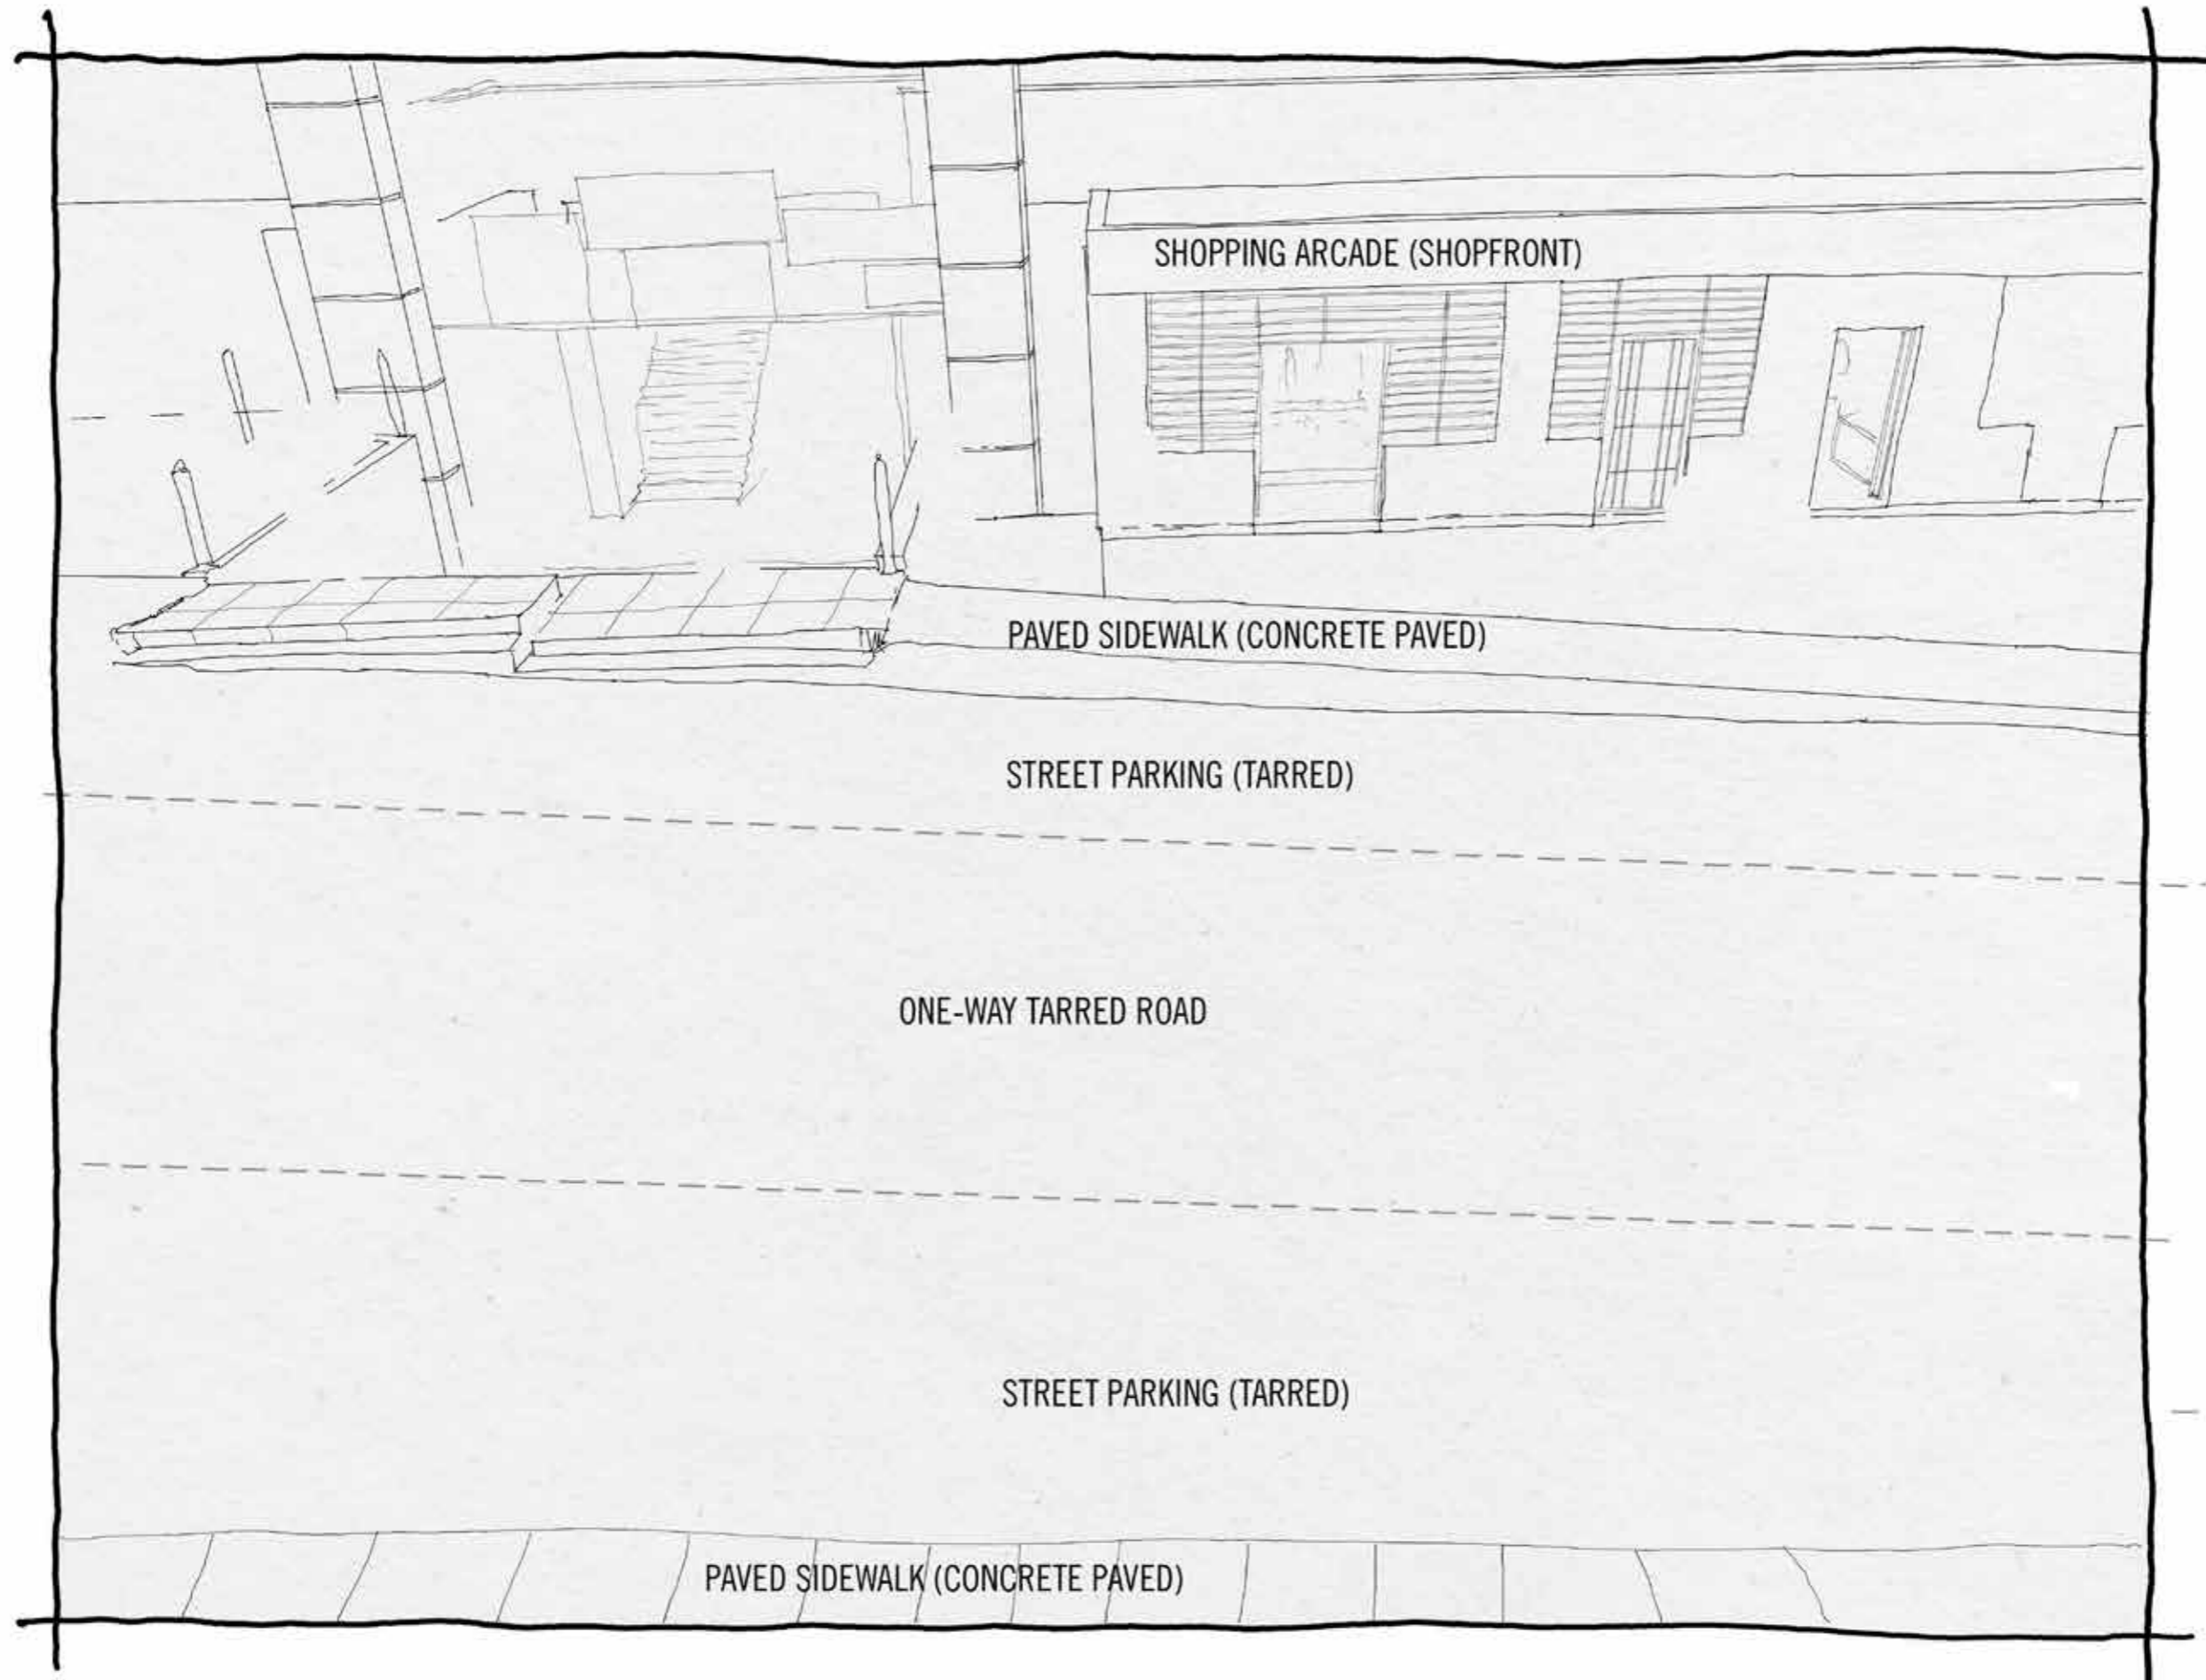 SHOPPING ARCADE (SHOPFRONT)
PAVED SIDEWALK (CONCRETE PAVED)
STREET PARKING (TARRED)
ONE-WAY TARRED ROAD
STREET PARKING (TARRED)
PAVED SIDEWALK (CONCRETE PAVED)